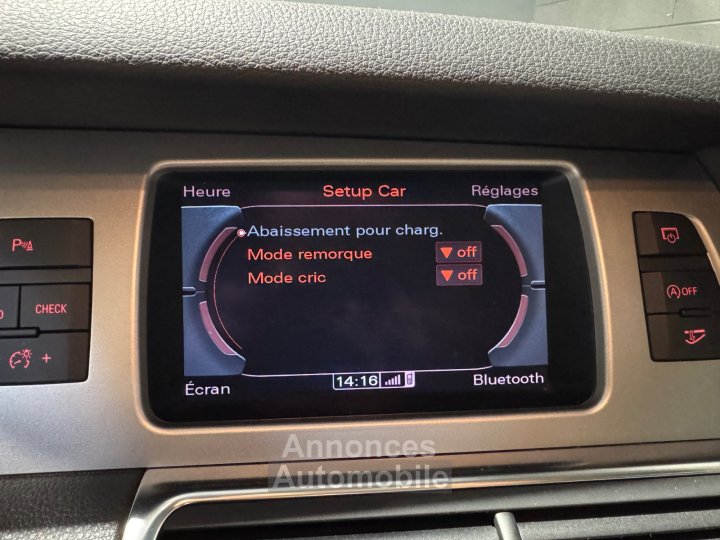 Heure Setup Car Réglages
Abaissement pour charg.
Mode remorque ▼ off
Mode cric ▼ off
Écran 14:16 Bluetooth
P
CHECK
+
A OFF
Annonces
Automobile